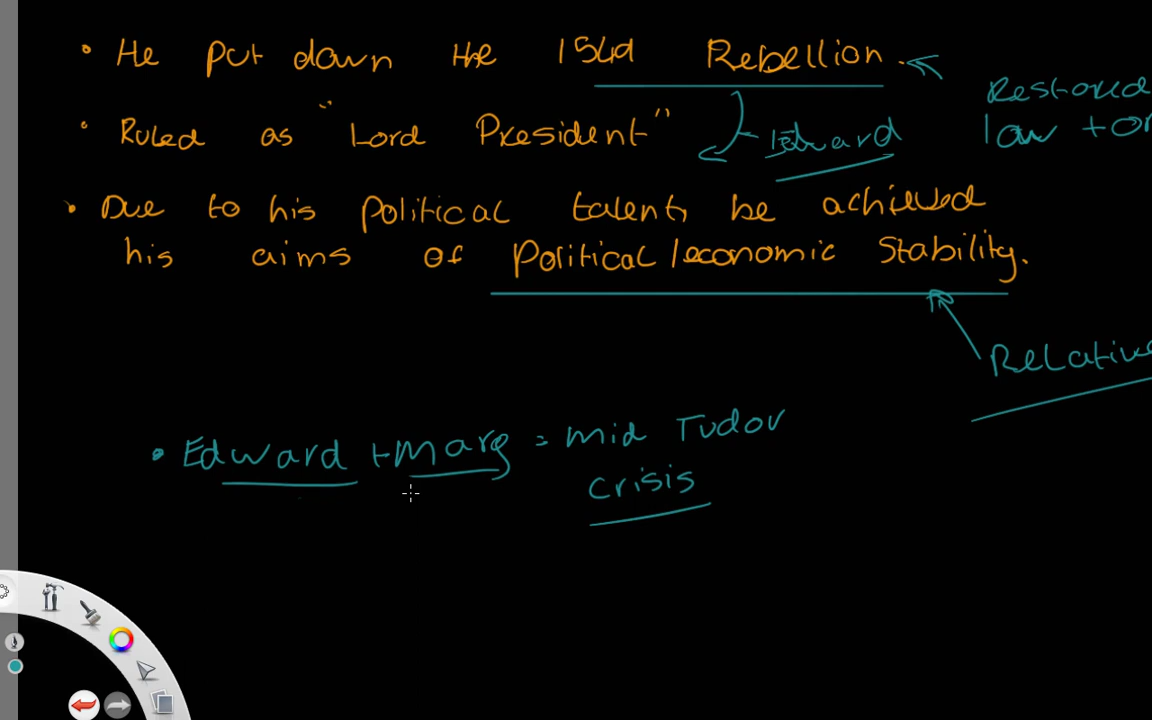 • He put down the 1549 Rebellion.
Restored
law + or
• Ruled as "Lord President"
Edward
• Due to his political talent, he achieved
his aims of Political/economic Stability.
Relative
• Edward + Mary = mid Tudor
crisis